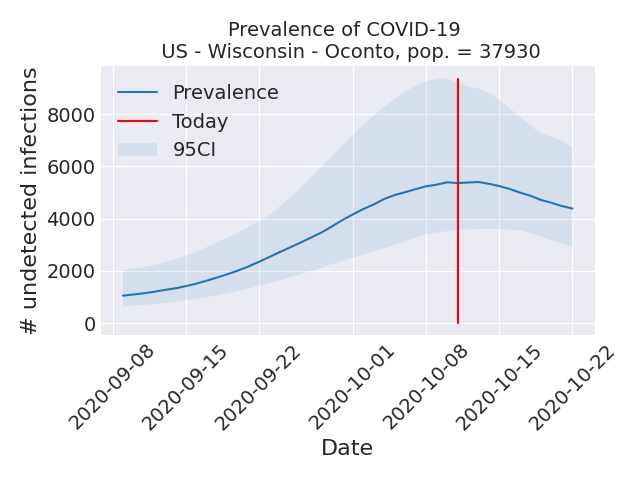 Prevalence of COVID-19
US - Wisconsin - Oconto, pop. = 37930
# undetected infections
8000
6000
4000
2000
0
Prevalence
Today
95CI
2020-09-08
2020-09-15
2020-09-22
2020-10-01
2020-10-08
2020-10-15
2020-10-22
Date